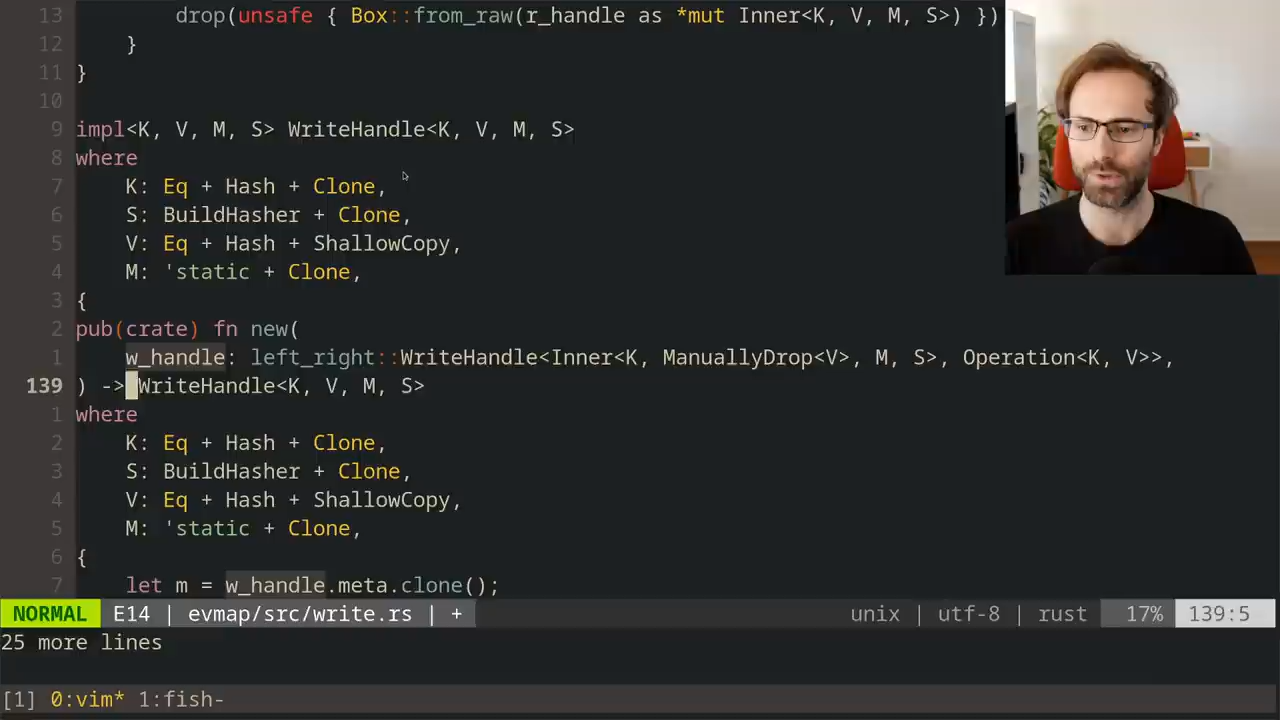 13         drop(unsafe { Box::from_raw(r_handle as *mut Inner<K, V, M, S>) })
12     }
11 }
10
9 impl<K, V, M, S> WriteHandle<K, V, M, S>
8 where
7     K: Eq + Hash + Clone,
6     S: BuildHasher + Clone,
5     V: Eq + Hash + ShallowCopy,
4     M: 'static + Clone,
3 {
2 pub(crate) fn new(
1     w_handle: left_right::WriteHandle<Inner<K, ManuallyDrop<V>, M, S>, Operation<K, V>>,
139 ) -> WriteHandle<K, V, M, S>
1 where
2     K: Eq + Hash + Clone,
3     S: BuildHasher + Clone,
4     V: Eq + Hash + ShallowCopy,
5     M: 'static + Clone,
6 {
7     let m = w_handle.meta.clone();
NORMAL E14 | evmap/src/write.rs | + unix | utf-8 | rust 17% 139:5
25 more lines
[1] 0:vim* 1:fish-